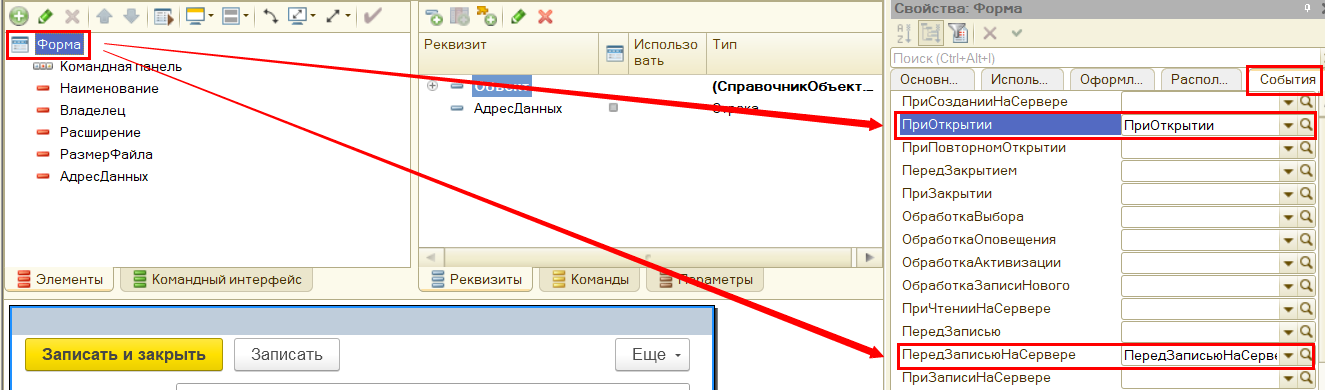 Форма
Командная панель
Наименование
Владелец
Расширение
РазмерФайла
АдресДанных
Элементы
Командный интерфейс
Реквизит
Использо
вать
Тип
Объект
(СправочникОбъект....
АдресДанных
Строка
Реквизиты
Команды
Параметры
Записать и закрыть
Записать
Еще
Свойства: Форма
Поиск (Ctrl+Alt+I)
Основн...
Исполь...
Оформл...
Распол...
События
ПриСозданииНаСервере
ПриОткрытии
ПриОткрытии
ПриПовторномОткрытии
ПередЗакрытием
ПриЗакрытии
ОбработкаВыбора
ОбработкаОповещения
ОбработкаАктивизации
ОбработкаЗаписиНового
ПриЧтенииНаСервере
ПередЗаписью
ПередЗаписьюНаСервере
ПередЗаписьюНаСерве
ПриЗаписиНаСервере